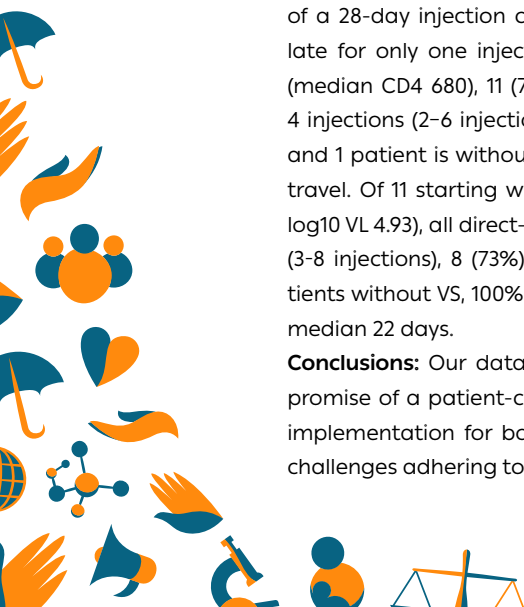 of a 28-day injection
late for only one injec
(median CD4 680), 11 (7
4 injections (2–6 injectio
and 1 patient is withou
travel. Of 11 starting w
log10 VL 4.93), all direct-
(3-8 injections), 8 (73%)
tients without VS, 100%
median 22 days.
Conclusions: Our data
promise of a patient-c
implementation for bo
challenges adhering to